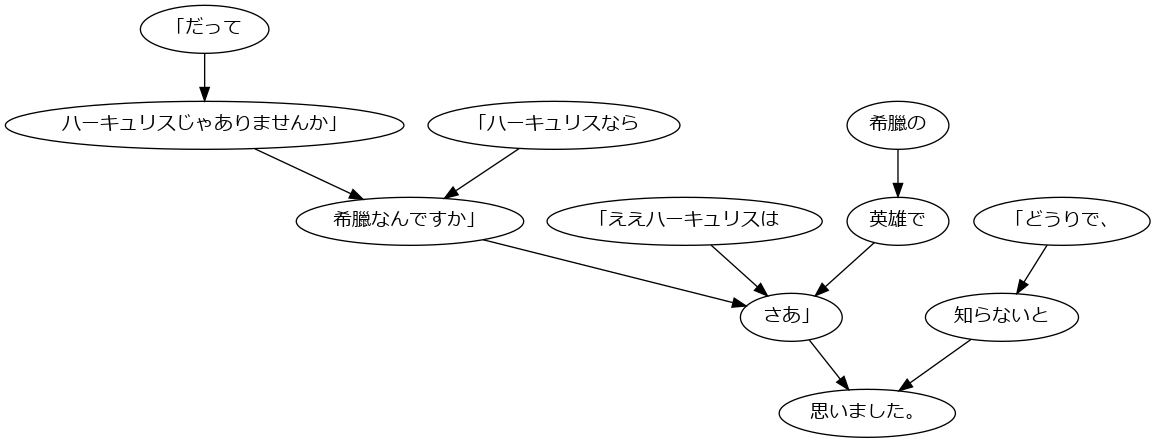 「だって
ハーキュリスじゃありませんか」
「ハーキュリスなら
希臘の
希臘なんですか」
「ええハーキュリスは
英雄で
「どうりで、
さあ」
知らないと
思いました。